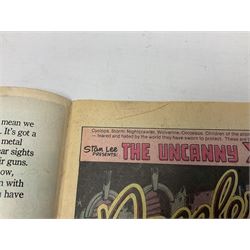 mean we
. It's got a
metal
ar sights
ir guns.
ow,
n with
u have
Cyclops. Storm. Nightcrawler. Wolverine. Colossus. Children of the
feared and hated by the world they have sworn to protect. These are
Stan Lee
PRESENTS: THE UNCANNY